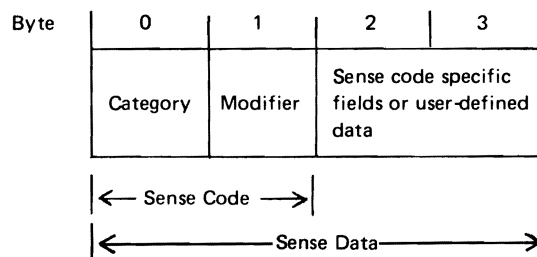 Byte 0 1 2 3
Category Modifier Sense code specific
fields or user-defined
data
Sense Code
Sense Data